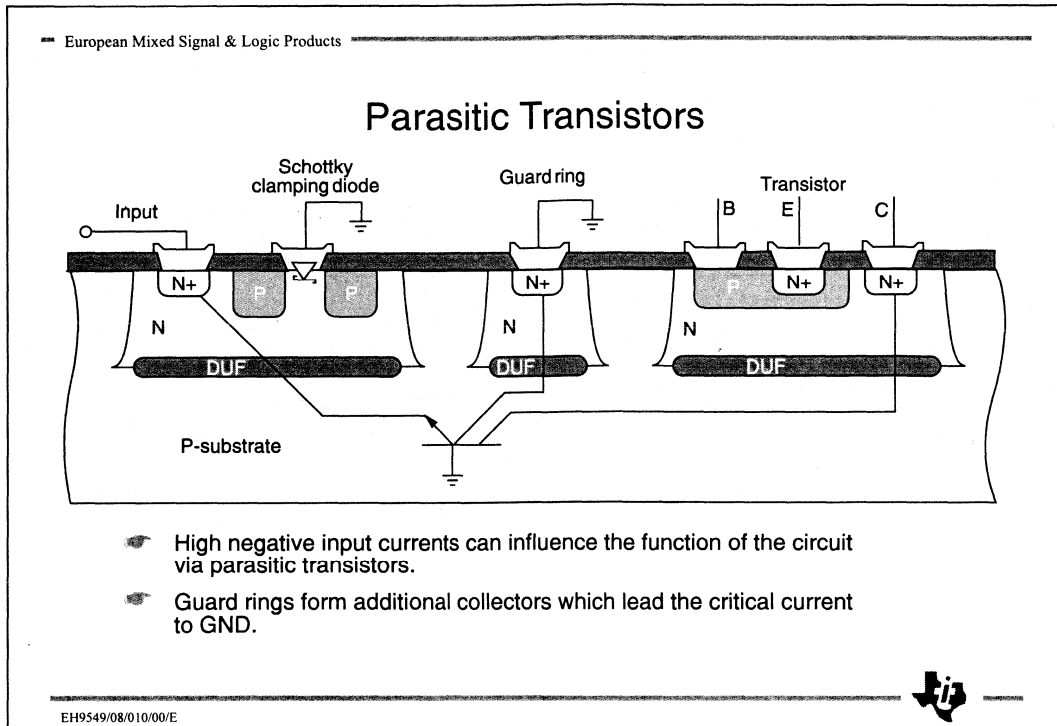 European Mixed Signal & Logic Products
Parasitic Transistors
Schottky
clamping diode
Guard ring
Transistor
Input
B
E
C
N+
P
P
N+
P
N+
N+
N
N
N
DUF
DUF
DUF
P-substrate
High negative input currents can influence the function of the circuit
via parasitic transistors.
Guard rings form additional collectors which lead the critical current
to GND.
EH9549/08/010/00/E